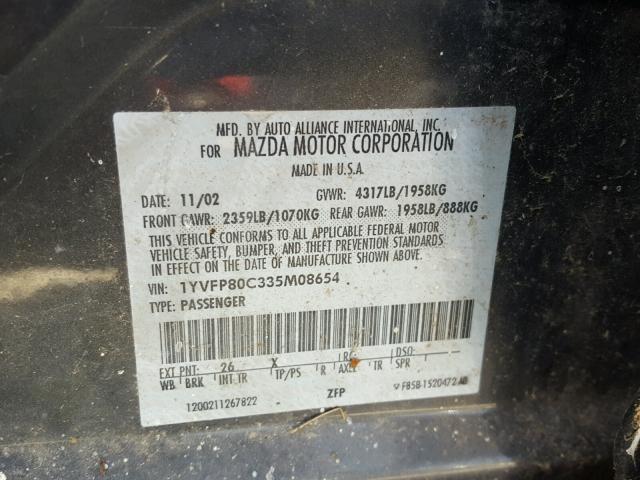 MFD. BY AUTO ALLIANCE INTERNATIONAL, INC.
FOR MAZDA MOTOR CORPORATION
MADE IN U.S.A.
DATE: 11/02 GVWR: 4317LB/1958KG
FRONT GAWR: 2359LB/1070KG REAR GAWR: 1958LB/888KG
THIS VEHICLE CONFORMS TO ALL APPLICABLE FEDERAL MOTOR
VEHICLE SAFETY, BUMPER, AND THEFT PREVENTION STANDARDS
IN EFFECT ON THE DATE OF MANUFACTURE SHOWN ABOVE.
VIN: 1YVFP80C335M08654
TYPE: PASSENGER
EXT PNT: 26 X DSO:
WB BRK INT TR TP/PS R AXLE TR SPR
1200211267822 ZFP F85B-1520472-AD